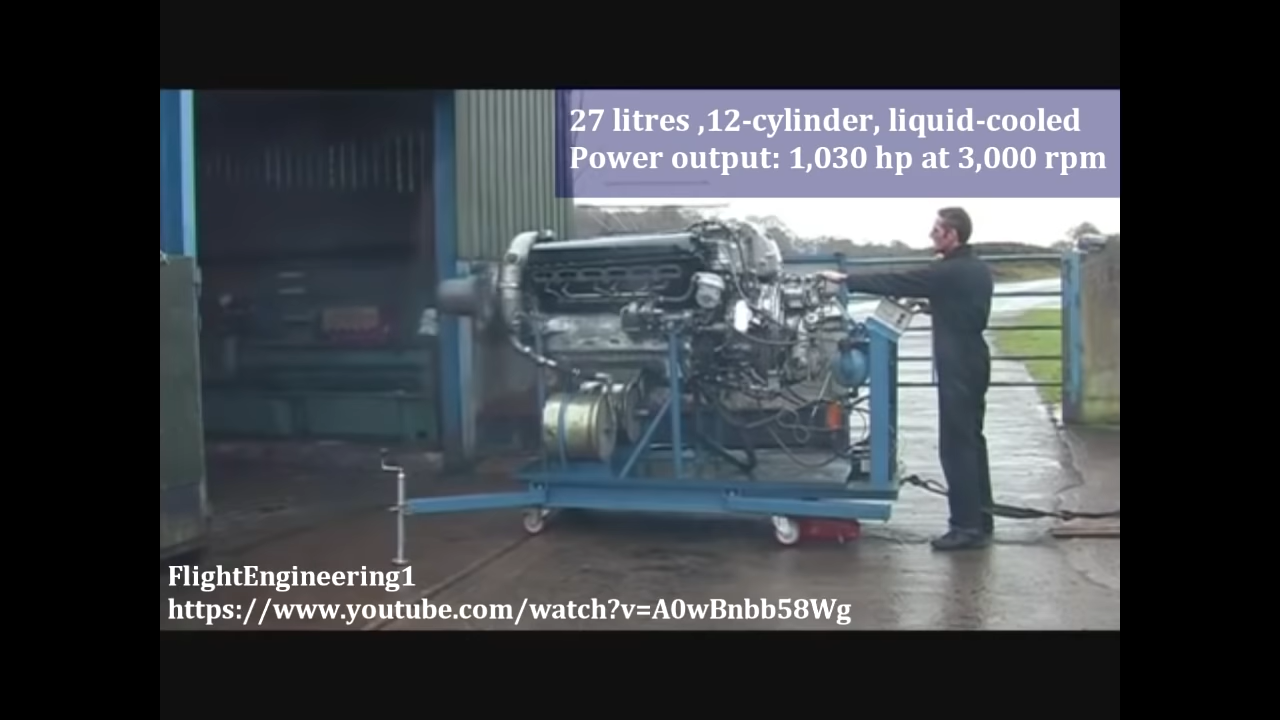 27 litres ,12-cylinder, liquid-cooled
Power output: 1,030 hp at 3,000 rpm
FlightEngineering1
https://www.youtube.com/watch?v=A0wBnbb58Wg